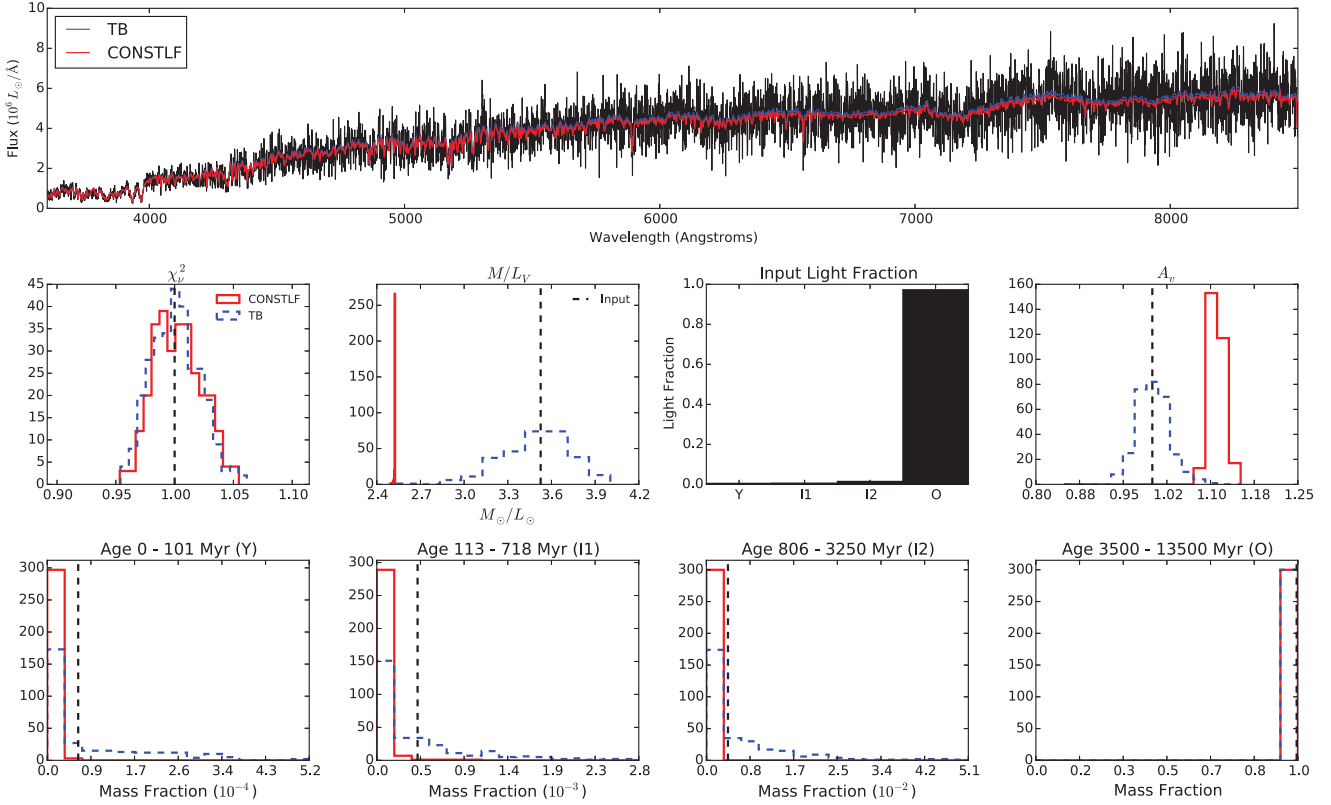 TB
CONSTLF
Flux (10^6 L_⊙/Å)
0 2 4 6 8 10
4000 5000 6000 7000 8000
Wavelength (Angstroms)
χ_ν^2
CONSTLF
TB
0 5 10 15 20 25 30 35 40 45
0.90 0.95 1.00 1.05 1.10
M/L_V
Input
0 50 100 150 200 250
2.4 2.7 3.0 3.3 3.6 3.9 4.2
M_⊙/L_⊙
Input Light Fraction
Light Fraction
0.0 0.2 0.4 0.6 0.8 1.0
Y I1 I2 O
A_v
0 20 40 60 80 100 120 140 160
0.80 0.88 0.95 1.02 1.10 1.18 1.25
Age 0 - 101 Myr (Y)
0 50 100 150 200 250 300
0.0 0.9 1.7 2.6 3.4 4.3 5.2
Mass Fraction (10^-4)
Age 113 - 718 Myr (I1)
0 50 100 150 200 250 300
0.0 0.5 0.9 1.4 1.9 2.3 2.8
Mass Fraction (10^-3)
Age 806 - 3250 Myr (I2)
0 50 100 150 200 250 300
0.0 0.8 1.7 2.5 3.4 4.2 5.1
Mass Fraction (10^-2)
Age 3500 - 13500 Myr (O)
0 50 100 150 200 250 300
0.0 0.2 0.3 0.5 0.7 0.8 1.0
Mass Fraction